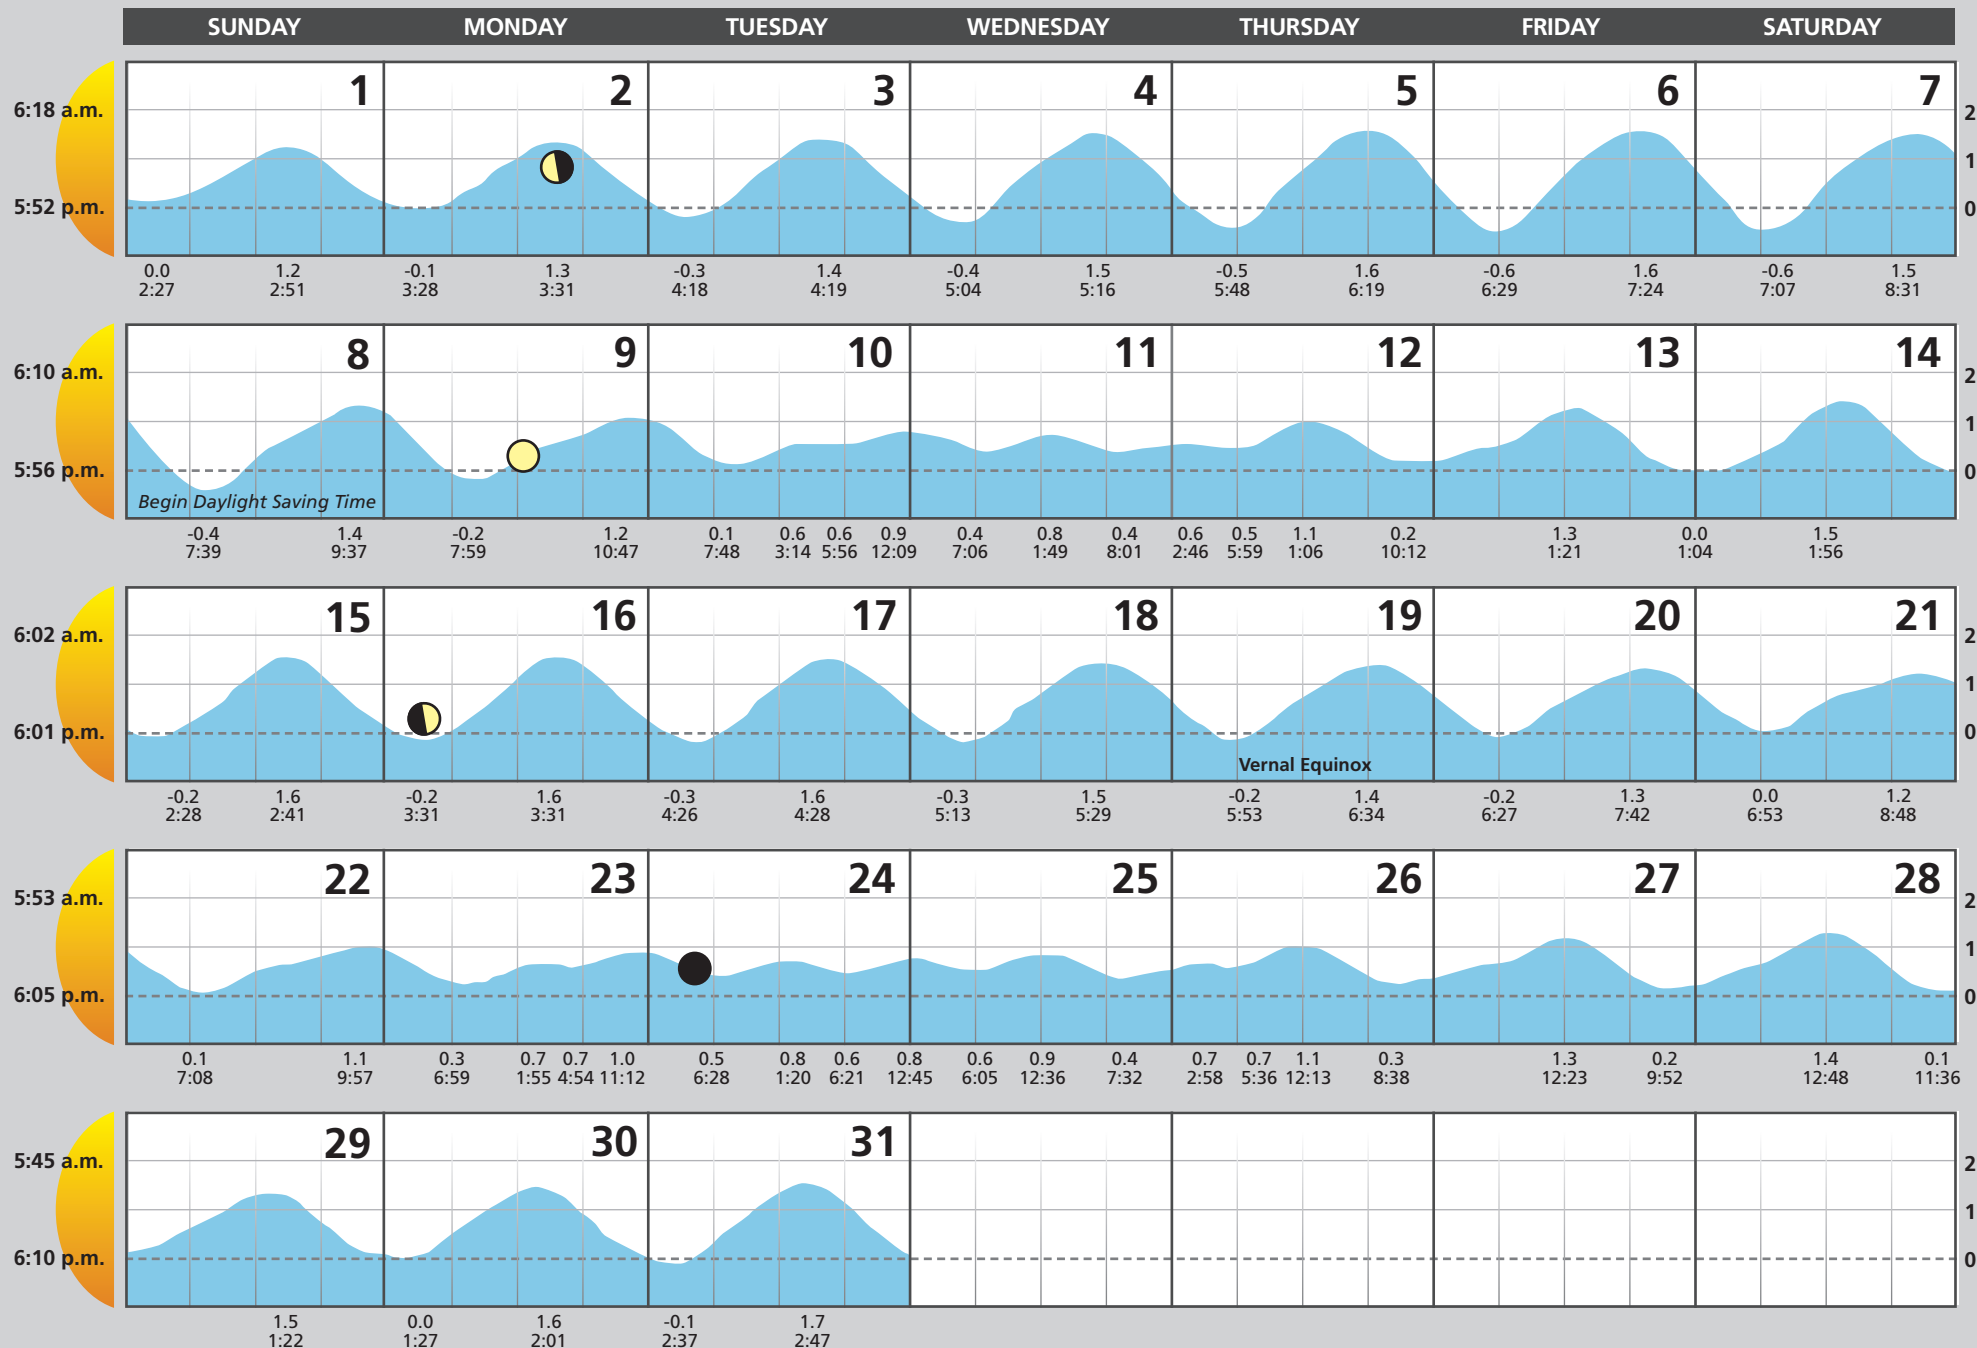 SUNDAY MONDAY TUESDAY WEDNESDAY THURSDAY FRIDAY SATURDAY
1 2 3 4 5 6 7
6:18 a.m. 2
1
5:52 p.m. 0
0.0 1.2 -0.1 1.3 -0.3 1.4 -0.4 1.5 -0.5 1.6 -0.6 1.6 -0.6 1.5
2:27 2:51 3:28 3:31 4:18 4:19 5:04 5:16 5:48 6:19 6:29 7:24 7:07 8:31
8 9 10 11 12 13 14
6:10 a.m. 2
1
5:56 p.m. 0
Begin Daylight Saving Time
-0.4 1.4 -0.2 1.2 0.1 0.6 0.6 0.9 0.4 0.8 0.4 0.6 0.5 1.1 0.2 1.3 0.0 1.5
7:39 9:37 7:59 10:47 7:48 3:14 5:56 12:09 7:06 1:49 8:01 2:46 5:59 1:06 10:12 1:21 1:04 1:56
15 16 17 18 19 20 21
6:02 a.m. 2
1
6:01 p.m. 0
Vernal Equinox
-0.2 1.6 -0.2 1.6 -0.3 1.6 -0.3 1.5 -0.2 1.4 -0.2 1.3 0.0 1.2
2:28 2:41 3:31 3:31 4:26 4:28 5:13 5:29 5:53 6:34 6:27 7:42 6:53 8:48
22 23 24 25 26 27 28
5:53 a.m. 2
1
6:05 p.m. 0
0.1 1.1 0.3 0.7 0.7 1.0 0.5 0.8 0.6 0.8 0.6 0.9 0.4 0.7 0.7 1.1 0.3 1.3 0.2 1.4 0.1
7:08 9:57 6:59 1:55 4:54 11:12 6:28 1:20 6:21 12:45 6:05 12:36 7:32 2:58 5:36 12:13 8:38 12:23 9:52 12:48 11:36
29 30 31
5:45 a.m. 2
1
6:10 p.m. 0
1.5 0.0 1.6 -0.1 1.7
1:22 1:27 2:01 2:37 2:47